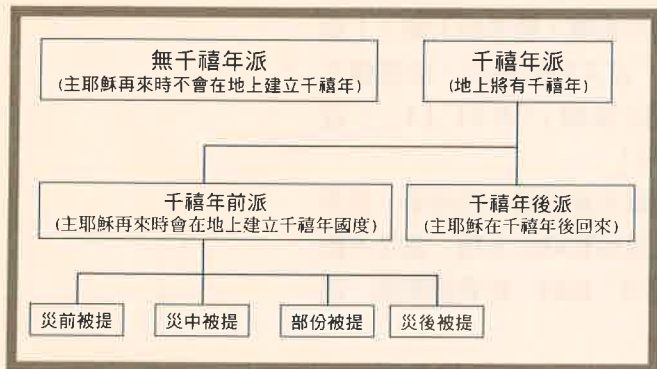 無千禧年派
(主耶穌再來時不會在地上建立千禧年)
千禧年派
(地上將有千禧年)
千禧年前派
(主耶穌再來時會在地上建立千禧年國度)
千禧年後派
(主耶穌在千禧年後回來)
災前被提
災中被提
部份被提
災後被提